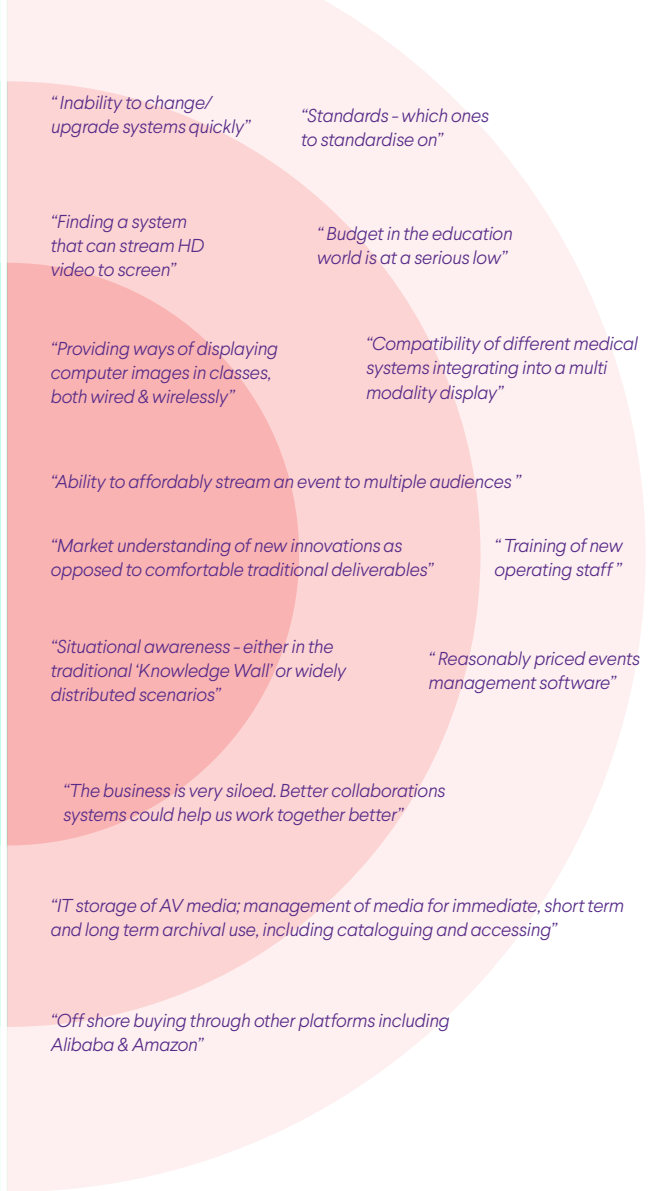 “ Inability to change/
upgrade systems quickly”
“Standards – which ones
to standardise on”
“Finding a system
that can stream HD
video to screen”
“ Budget in the education
world is at a serious low”
“Providing ways of displaying
computer images in classes,
both wired & wirelessly”
“Compatibility of different medical
systems integrating into a multi
modality display”
“Ability to affordably stream an event to multiple audiences ”
“Market understanding of new innovations as
opposed to comfortable traditional deliverables”
“ Training of new
operating staff ”
“Situational awareness – either in the
traditional ‘Knowledge Wall’ or widely
distributed scenarios”
“ Reasonably priced events
management software”
“The business is very siloed. Better collaborations
systems could help us work together better”
“IT storage of AV media; management of media for immediate, short term
and long term archival use, including cataloguing and accessing”
“Off shore buying through other platforms including
Alibaba & Amazon”